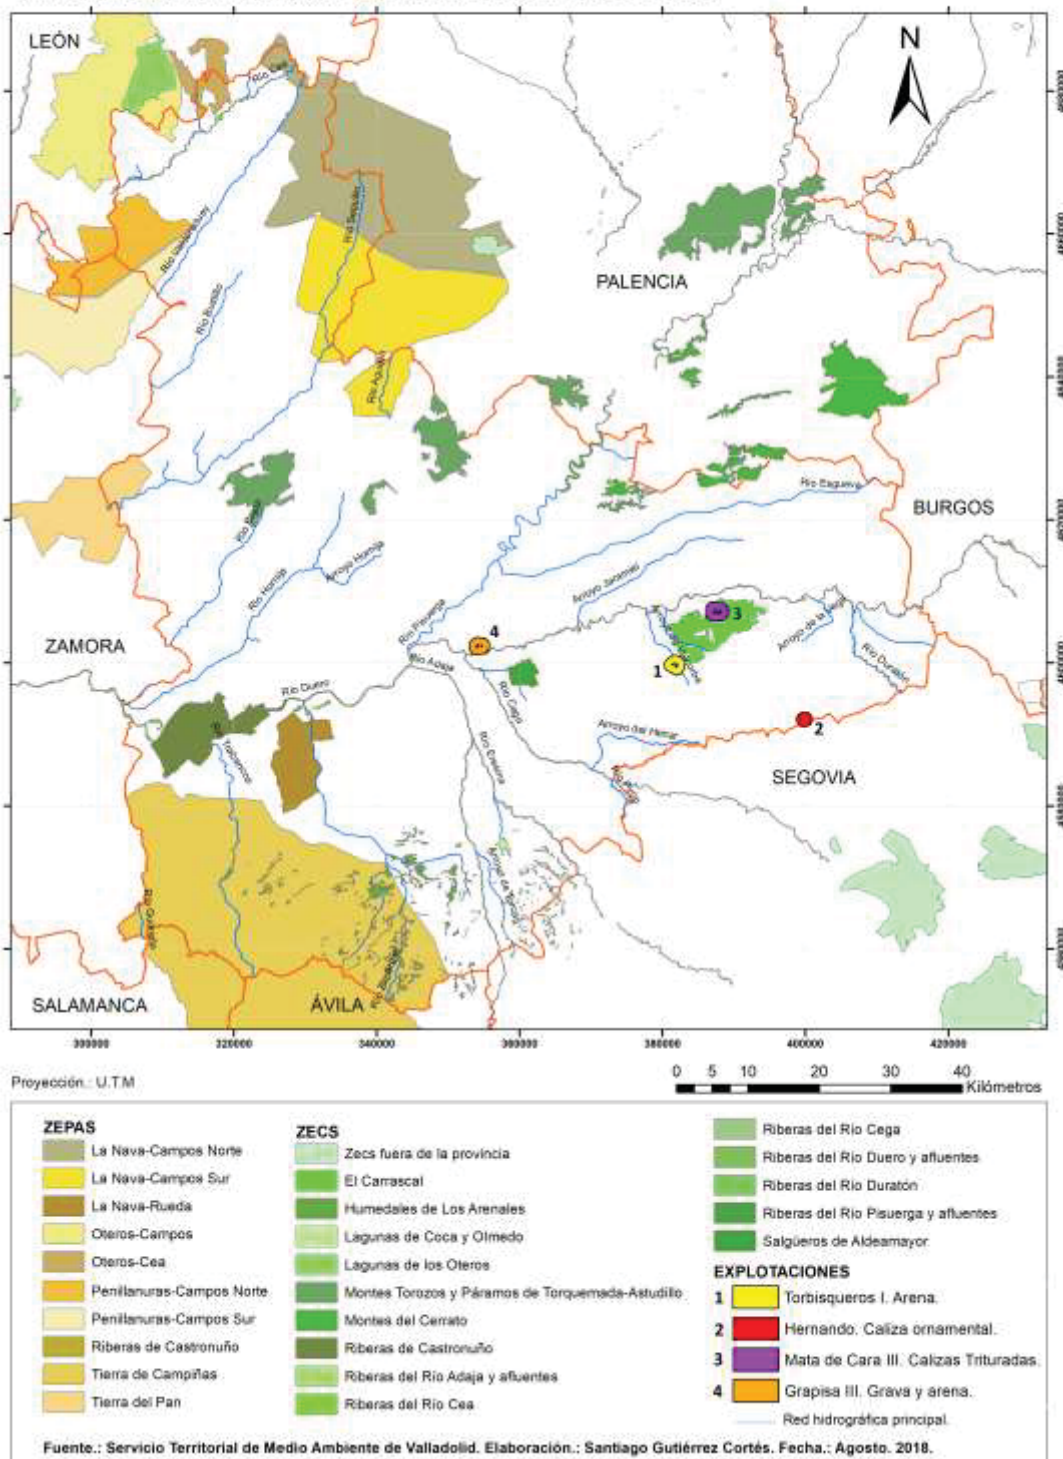 LEÓN
N
Río Cea
Río Valderaduey
Río Sequillo
PALENCIA
Río Bustillo
Río Aguijón
Río Esgueva
BURGOS
Río Bajoz
Arroyo Hornija
Río Hornija
Arroyo Jaramiel
Río Pisuerga
3
4
Arroyo de la Vega
ZAMORA
Río Adaja
1
Río Duratón
Río Duero
Río Cega
Río Trabancos
Arroyo del Henar
2
Río Eresma
SEGOVIA
Arroyo de Torcas
SALAMANCA
ÁVILA
300000 320000 340000 360000 380000 400000 420000
Proyección.: U.T.M
0 5 10 20 30 40
Kilómetros
ZEPAS
La Nava-Campos Norte
La Nava-Campos Sur
La Nava-Rueda
Oteros-Campos
Oteros-Cea
Penillanuras-Campos Norte
Penillanuras-Campos Sur
Riberas de Castronuño
Tierra de Campiñas
Tierra del Pan
ZECS
Zecs fuera de la provincia
El Carrascal
Humedales de Los Arenales
Lagunas de Coca y Olmedo
Lagunas de los Oteros
Montes Torozos y Páramos de Torquemada-Astudillo
Montes del Cerrato
Riberas de Castronuño
Riberas del Río Adaja y afluentes
Riberas del Río Cea
Riberas del Río Cega
Riberas del Río Duero y afluentes
Riberas del Río Duratón
Riberas del Río Pisuerga y afluentes
Salgüeros de Aldeamayor
EXPLOTACIONES
1 Torbisqueros I. Arena.
2 Hernando. Caliza ornamental.
3 Mata de Cara III. Calizas Trituradas.
4 Grapisa III. Grava y arena.
Red hidrográfica principal.
Fuente.: Servicio Territorial de Medio Ambiente de Valladolid. Elaboración.: Santiago Gutiérrez Cortés. Fecha.: Agosto. 2018.